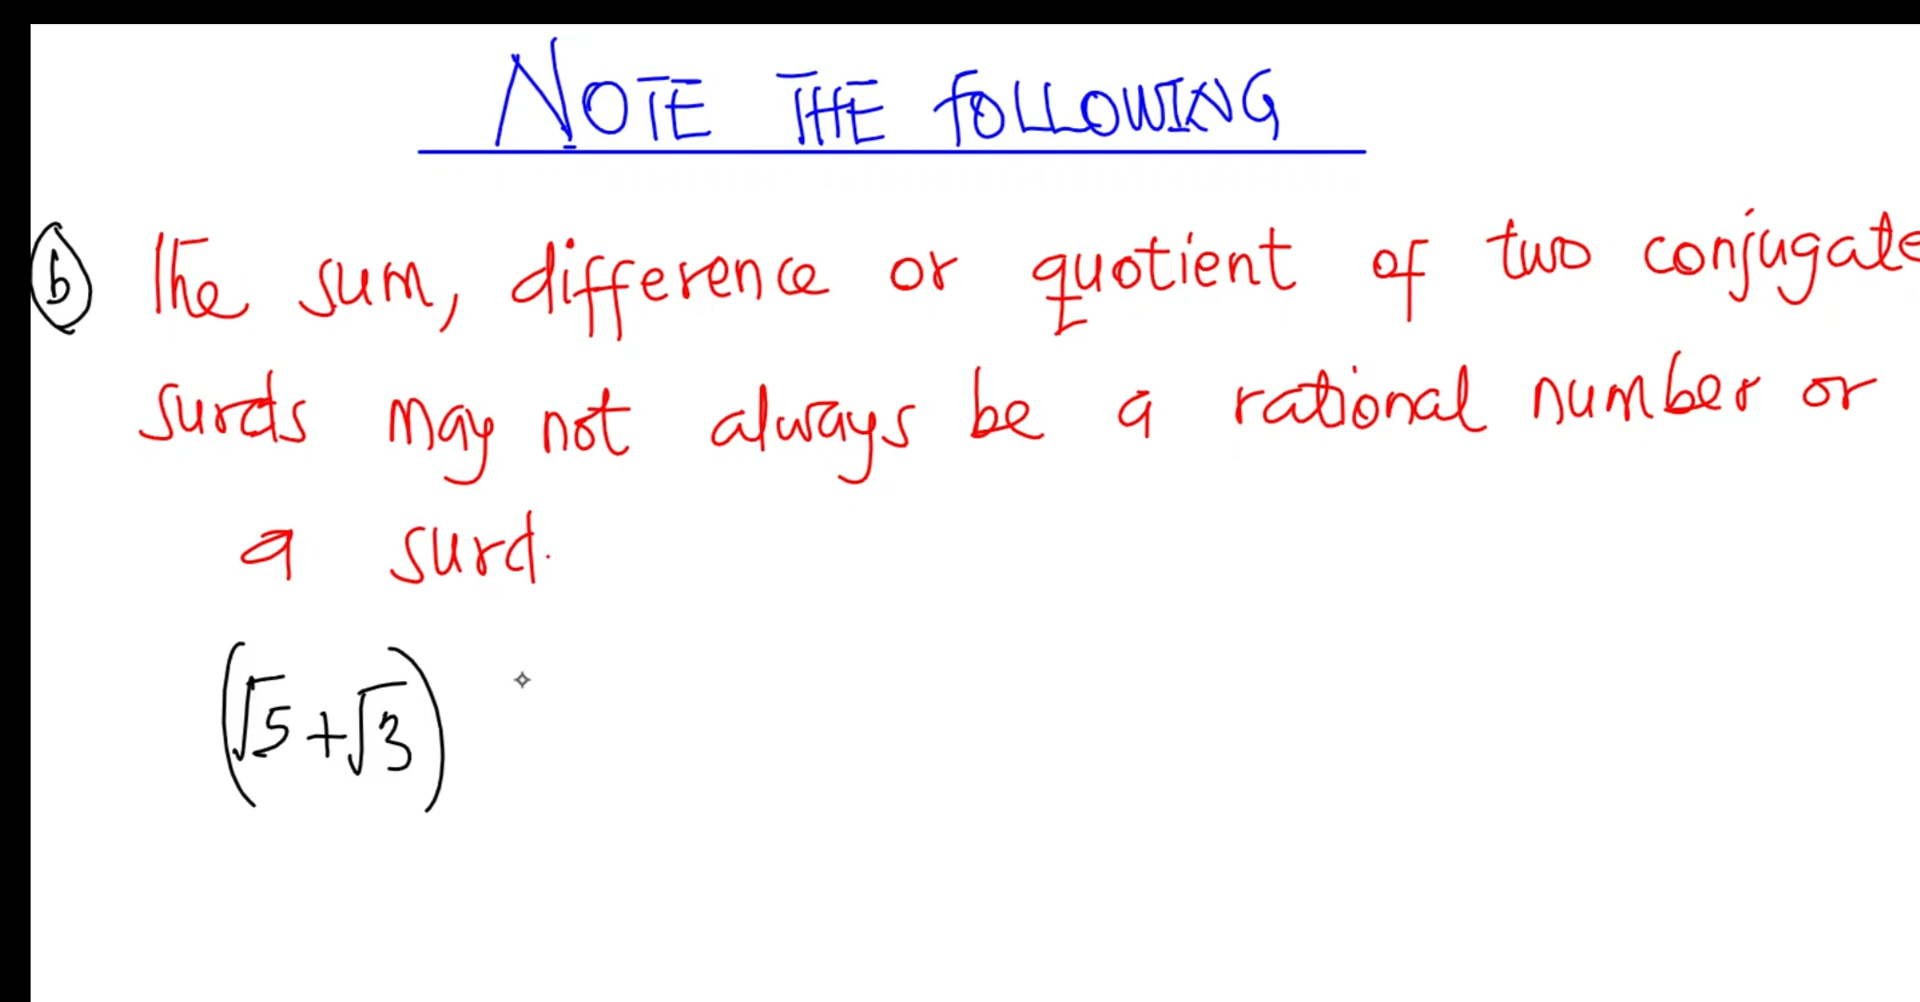 NOTE THE FOLLOWING
(b) The sum, difference or quotient of two conjugate
surds may not always be a rational number or
a surd.
(√5+√3)